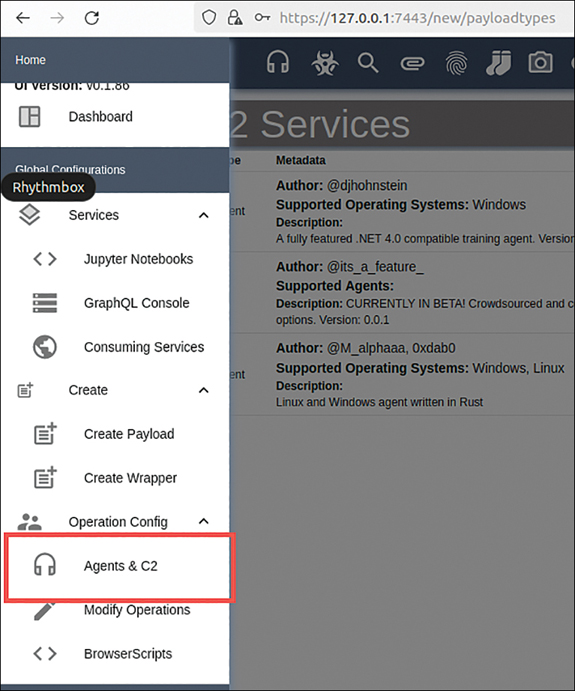 https://127.0.0.1:7443/new/payloadtypes
Home
UI Version: v0.1.86
Dashboard
Global Configurations
Rhythmbox
Services
Jupyter Notebooks
GraphQL Console
Consuming Services
Create
Create Payload
Create Wrapper
Operation Config
Agents & C2
Modify Operations
BrowserScripts
2 Services
Metadata
Author: @djhohnstein
Supported Operating Systems: Windows
Description:
A fully featured .NET 4.0 compatible training agent. Version
Author: @its_a_feature_
Supported Agents:
Description: CURRENTLY IN BETA! Crowdsourced and
options. Version: 0.0.1
Author: @M_alphaaa, 0xdab0
Supported Operating Systems: Windows, Linux
Description:
Linux and Windows agent written in Rust